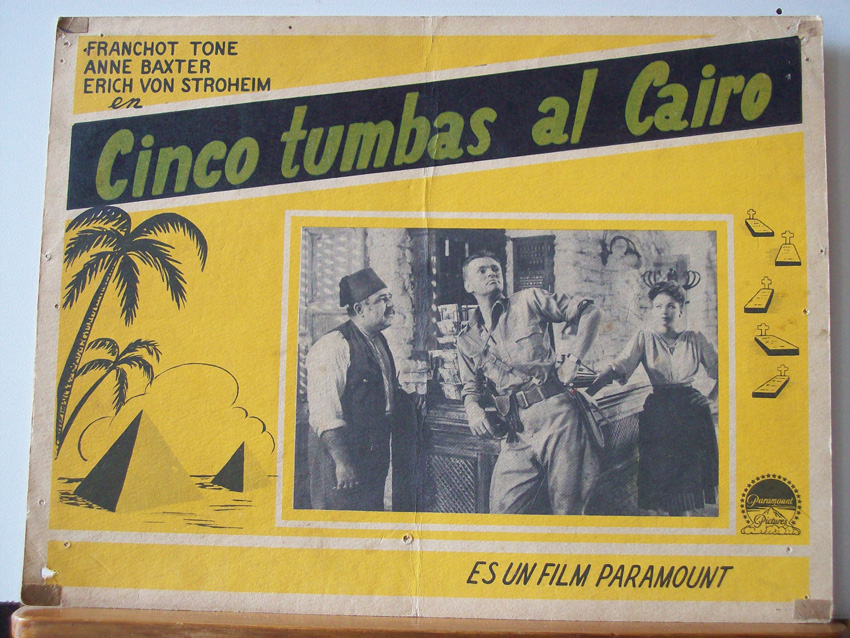 FRANCHOT TONE
ANNE BAXTER
ERICH VON STROHEIM
en
Cinco tumbas al Cairo
Paramount
Pictures
ES UN FILM PARAMOUNT